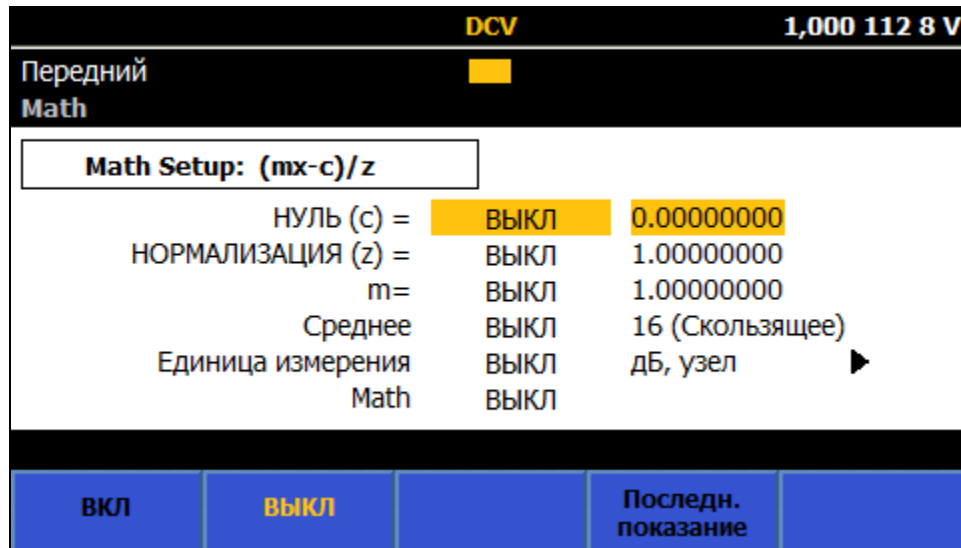 DCV 1,000 112 8 V
Передний
Math
Math Setup: (mx-c)/z
НУЛЬ (c) = ВЫКЛ 0.00000000
НОРМАЛИЗАЦИЯ (z) = ВЫКЛ 1.00000000
m= ВЫКЛ 1.00000000
Среднее ВЫКЛ 16 (Скользящее)
Единица измерения ВЫКЛ дБ, узел
Math ВЫКЛ
ВКЛ ВЫКЛ Последн. показание